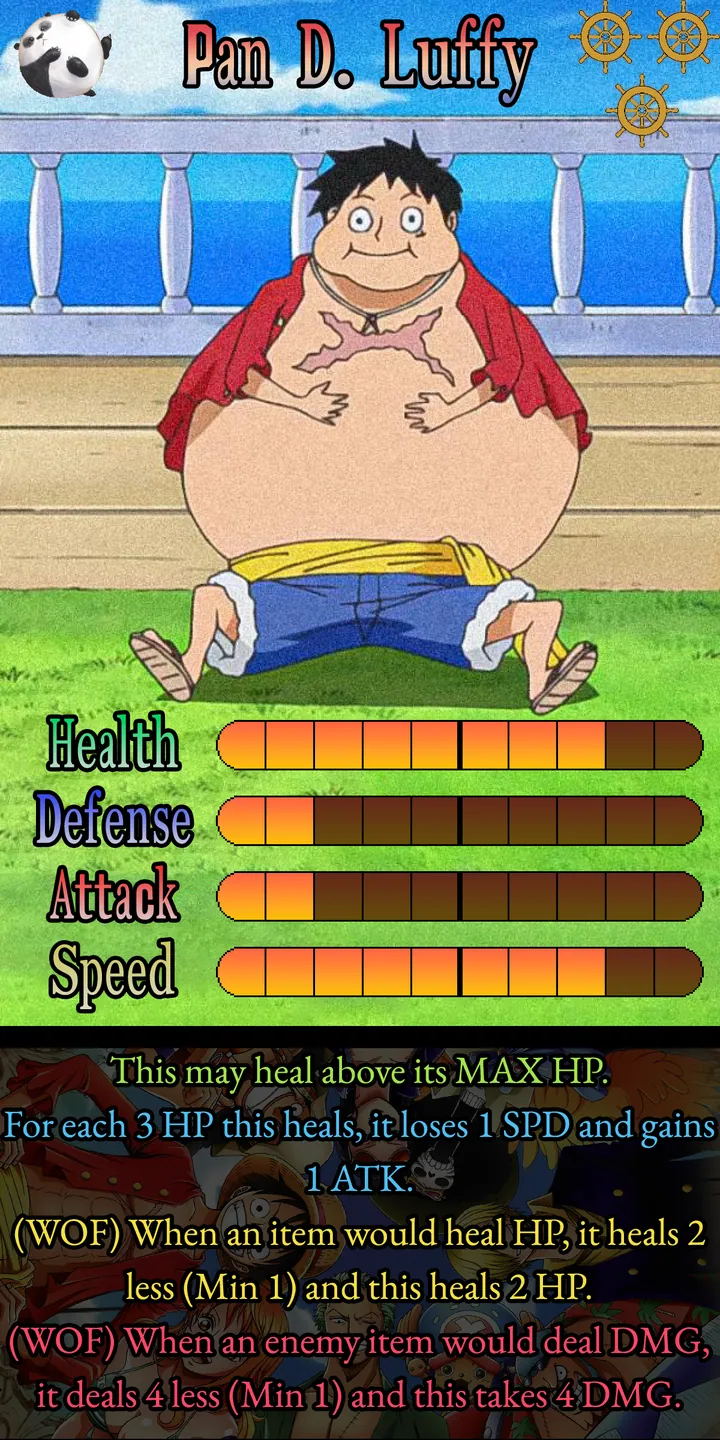 Pan D. Luffy
Health
Defense
Attack
Speed
This may heal above its MAX HP.
For each 3 HP this heals, it loses 1 SPD and gains
1 ATK.
(WOF) When an item would heal HP, it heals 2
less (Min 1) and this heals 2 HP.
(WOF) When an enemy item would deal DMG,
it deals 4 less (Min 1) and this takes 4 DMG.